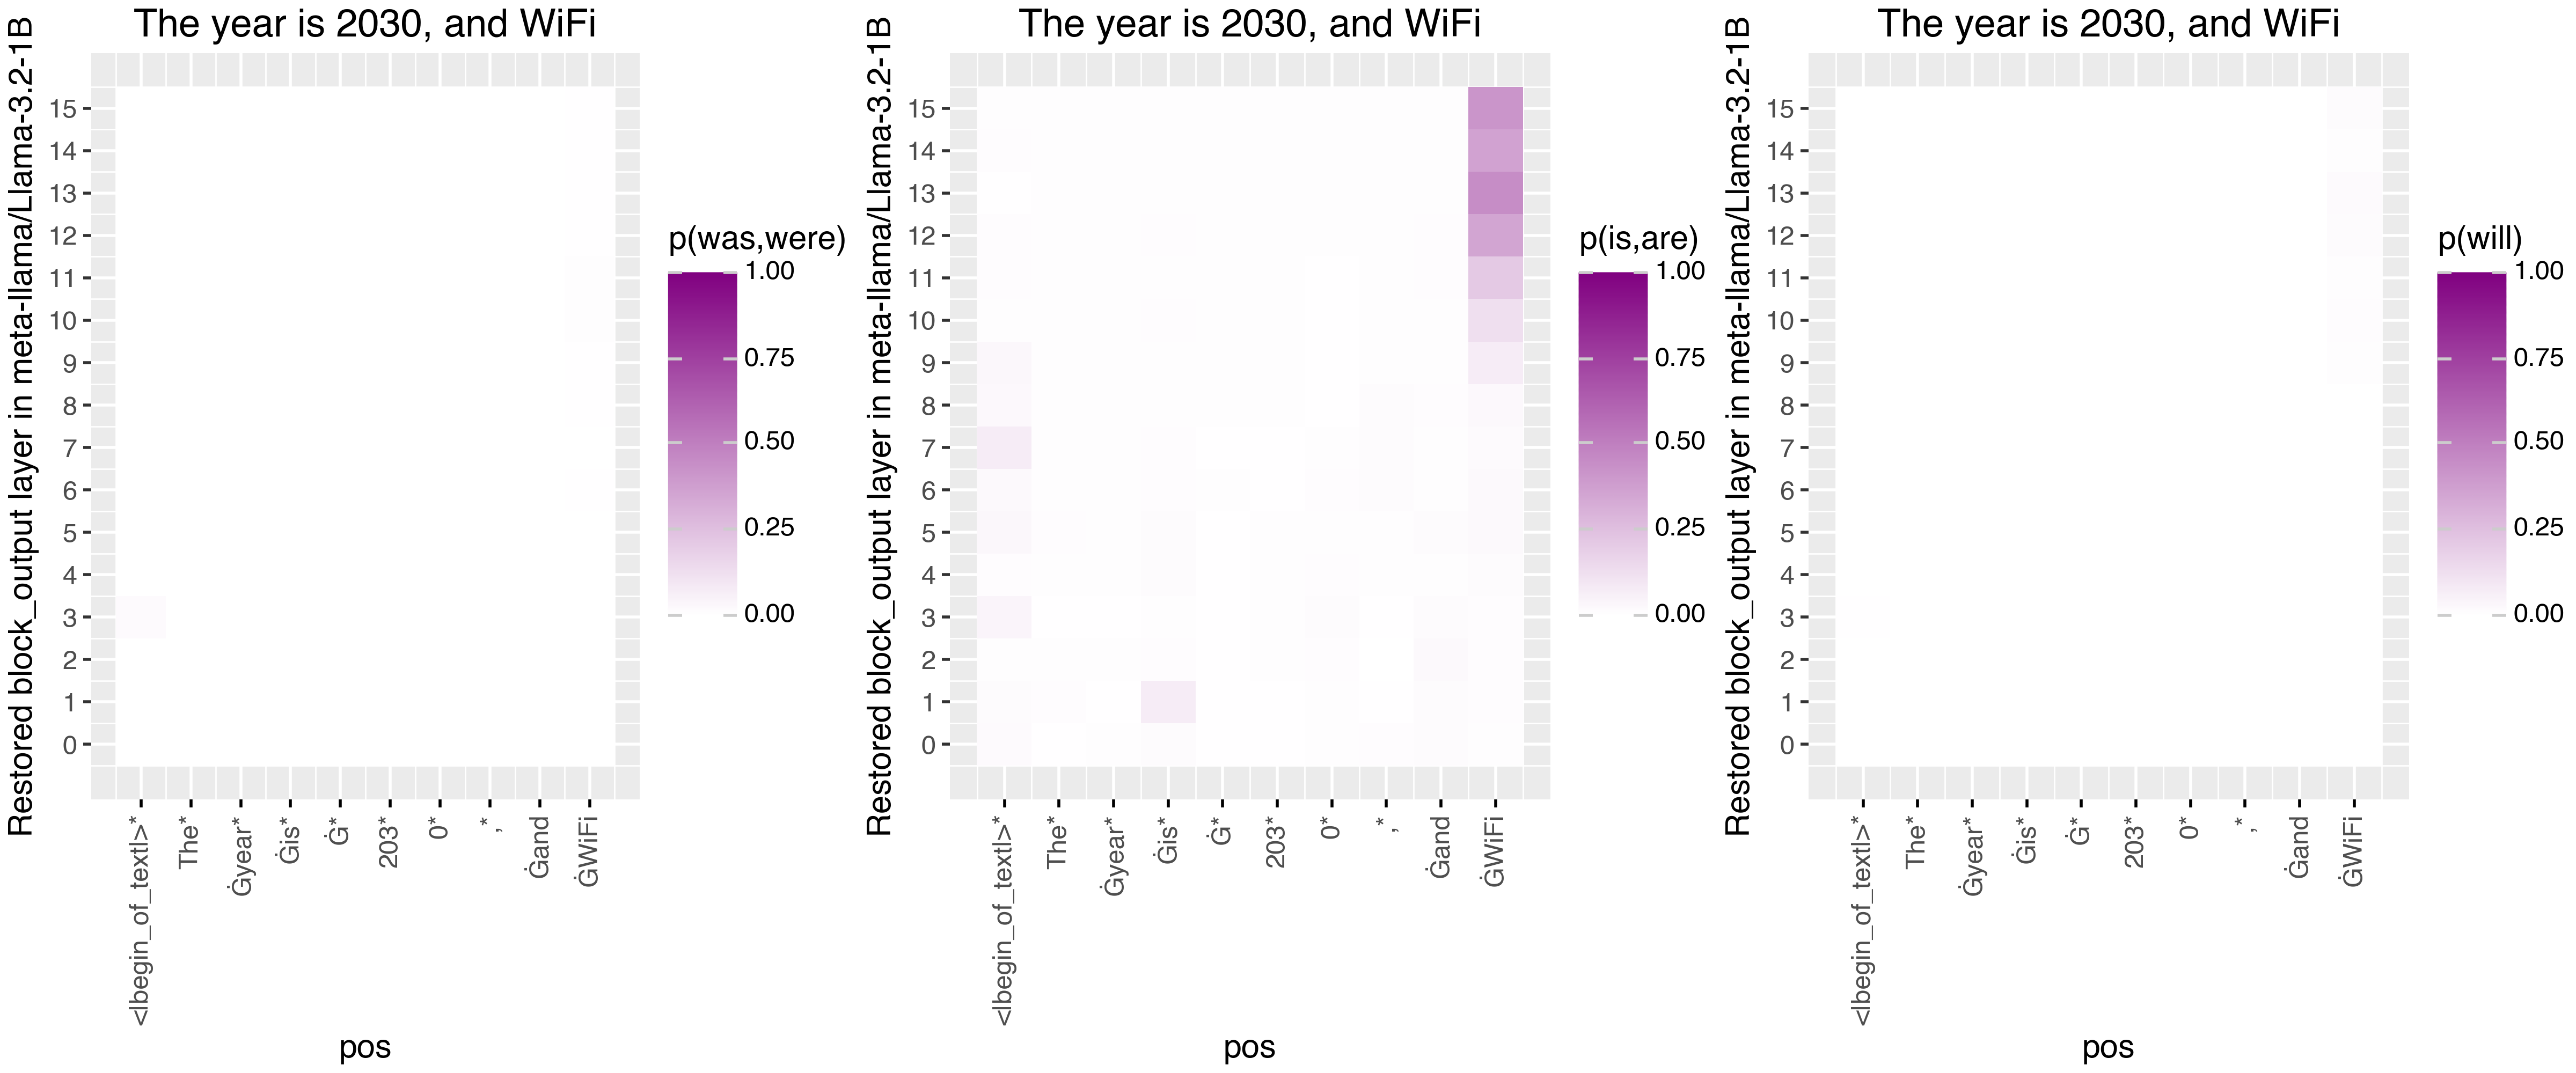 The year is 2030, and WiFi
Restored block_output layer in meta-llama/Llama-3.2-1B
15
14
13
12
11
10
9
8
7
6
5
4
3
2
1
0
<|begin_of_text|>*
The*
Ġyear*
Ġis*
Ġ*
203*
0*
,*
Ġand
ĠWiFi
pos
p(was,were)
1.00
0.75
0.50
0.25
0.00
The year is 2030, and WiFi
Restored block_output layer in meta-llama/Llama-3.2-1B
15
14
13
12
11
10
9
8
7
6
5
4
3
2
1
0
<|begin_of_text|>*
The*
Ġyear*
Ġis*
Ġ*
203*
0*
,*
Ġand
ĠWiFi
pos
p(is,are)
1.00
0.75
0.50
0.25
0.00
The year is 2030, and WiFi
Restored block_output layer in meta-llama/Llama-3.2-1B
15
14
13
12
11
10
9
8
7
6
5
4
3
2
1
0
<|begin_of_text|>*
The*
Ġyear*
Ġis*
Ġ*
203*
0*
,*
Ġand
ĠWiFi
pos
p(will)
1.00
0.75
0.50
0.25
0.00